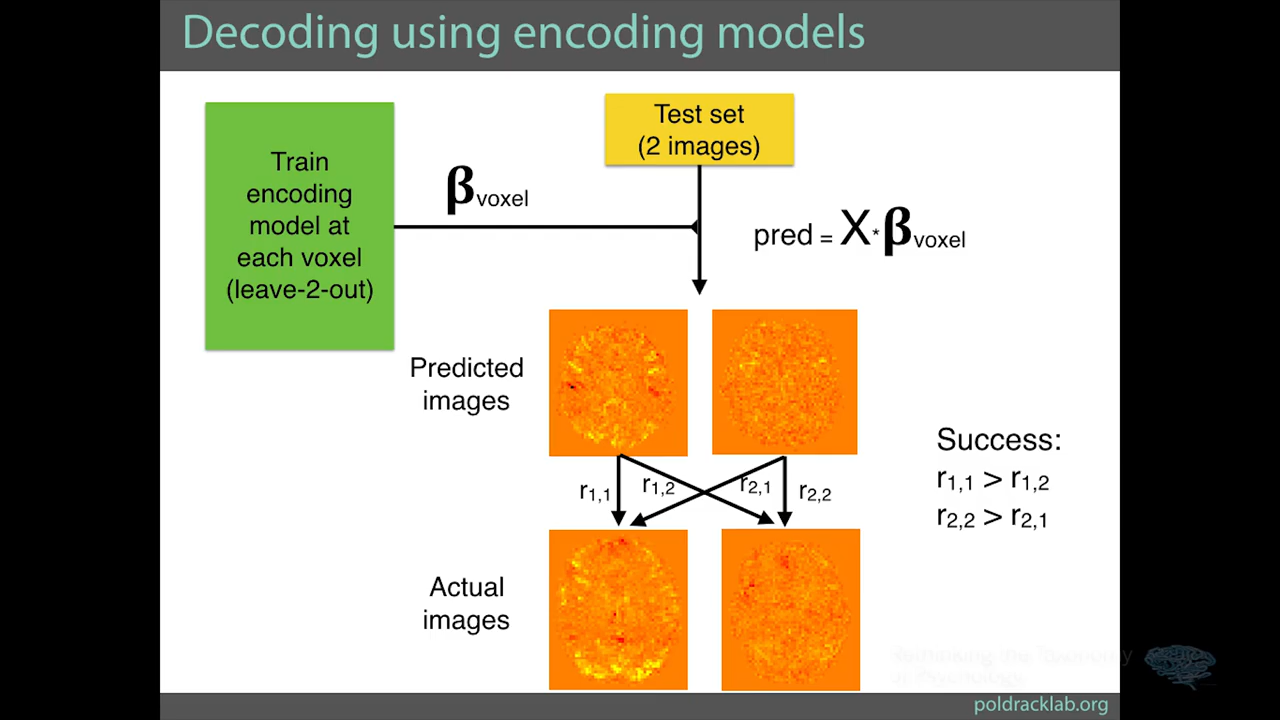 Decoding using encoding models
Train
encoding
model at
each voxel
(leave-2-out)
βvoxel
Test set
(2 images)
pred = X*βvoxel
Predicted
images
r1,1
r1,2
r2,1
r2,2
Success:
r1,1 > r1,2
r2,2 > r2,1
Actual
images
poldracklab.org